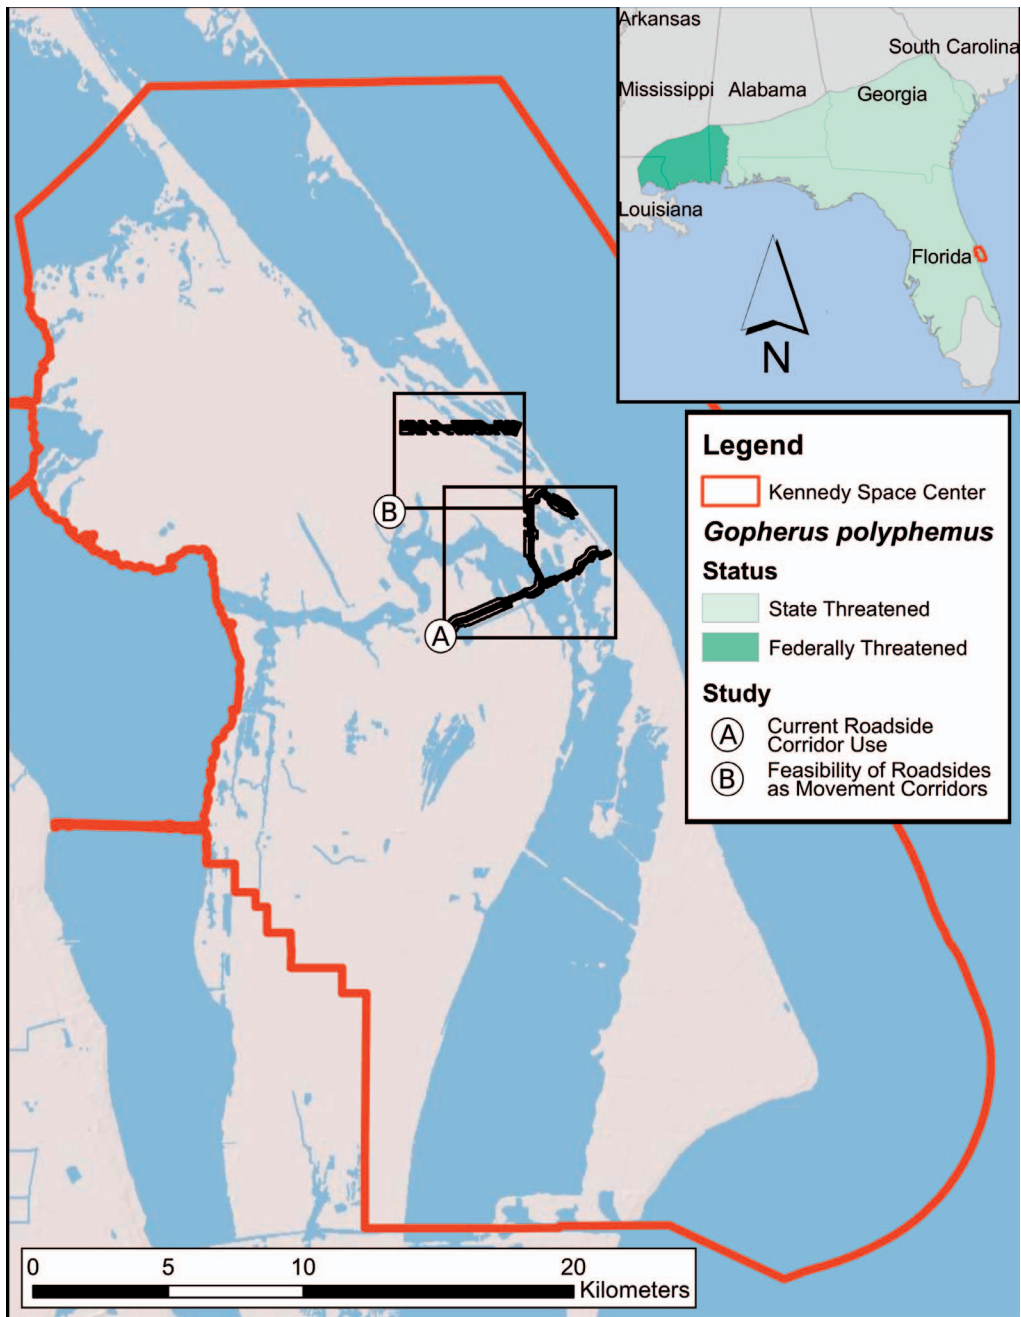 Arkansas
South Carolina
Mississippi
Alabama
Georgia
Louisiana
Florida
N
B
A
Legend
Kennedy Space Center
Gopherus polyphemus
Status
State Threatened
Federally Threatened
Study
A
Current Roadside
Corridor Use
B
Feasibility of Roadsides
as Movement Corridors
0 5 10 20
Kilometers